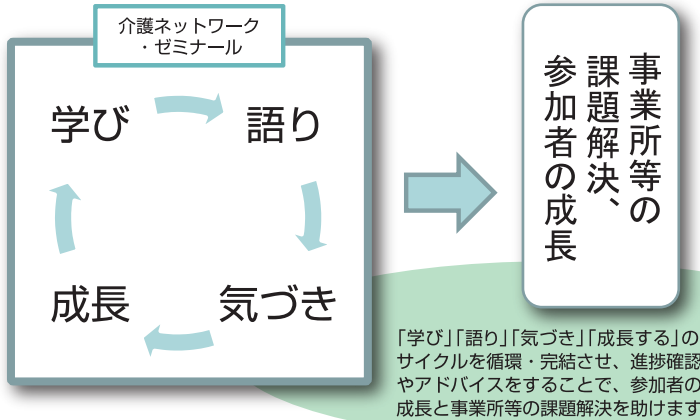 介護ネットワーク
・ゼミナール
学び
語り
気づき
成長
事業所等の
課題解決、
参加者の成長
「学び」「語り」「気づき」「成長する」の
サイクルを循環・完結させ、進捗確認
やアドバイスをすることで、参加者の
成長と事業所等の課題解決を助けます